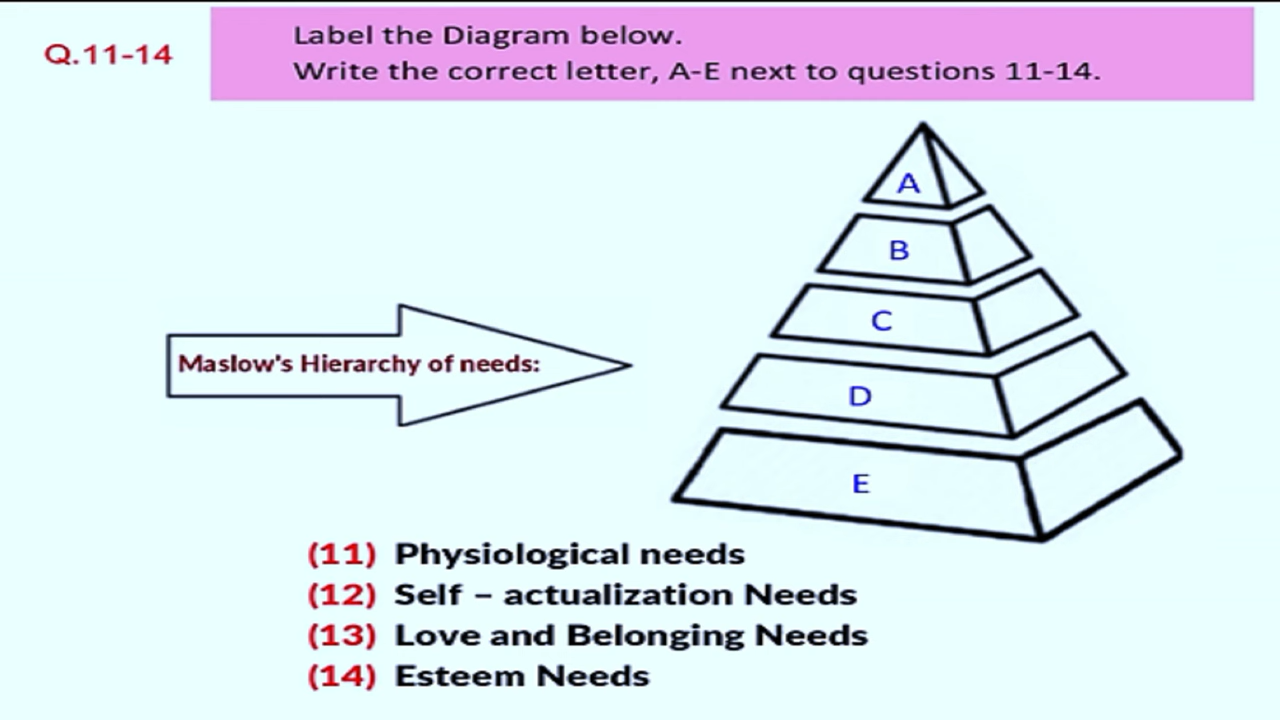 Q.11-14
Label the Diagram below.
Write the correct letter, A-E next to questions 11-14.
A
B
C
Maslow's Hierarchy of needs:
D
E
(11) Physiological needs
(12) Self – actualization Needs
(13) Love and Belonging Needs
(14) Esteem Needs